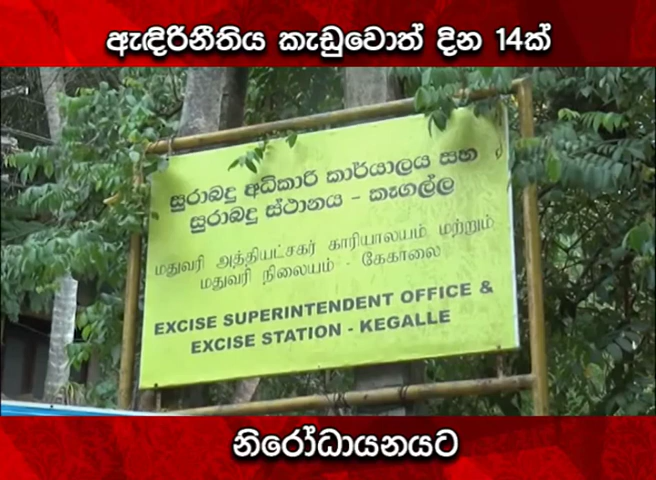 ඇඳිරිනීතිය කැඩුවොත් දින 14ක්
සුරාබදු අධිකාරි කාර්යාලය සහ
සුරාබදු ස්ථානය - කෑගල්ල
மதுவரி அத்தியட்சகர் காரியாலயம் மற்றும்
மதுவரி நிலையம் - கேகாலை
EXCISE SUPERINTENDENT OFFICE &
EXCISE STATION - KEGALLE
නිරෝධායනයට